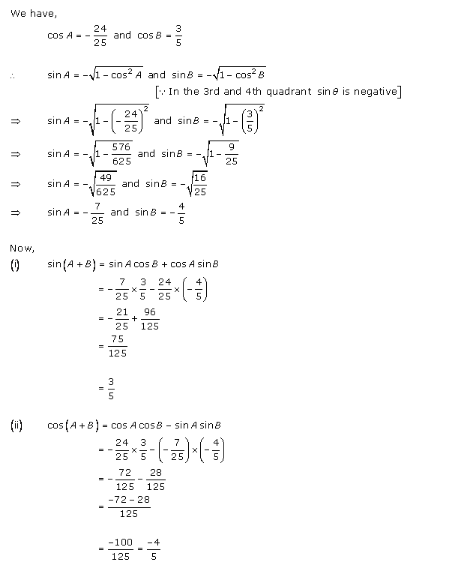 We have,
cos A = −24/25 and cos B = 3/5
∴ sin A = −√(1 − cos² A) and sin B = −√(1 − cos² B)
[∵ In the 3rd and 4th quadrant sin θ is negative]
⇒ sin A = −√(1 − (−24/25)²) and sin B = −√(1 − (3/5)²)
⇒ sin A = −√(1 − 576/625) and sin B = −√(1 − 9/25)
⇒ sin A = −√(49/625) and sin B = −√(16/25)
⇒ sin A = −7/25 and sin B = −4/5
Now,
(i) sin(A + B) = sin A cos B + cos A sin B
= −7/25 × 3/5 − 24/25 × (−4/5)
= −21/25 + 96/125
= 75/125
= 3/5
(ii) cos(A + B) = cos A cos B − sin A sin B
= −24/25 × 3/5 − (−7/25) × (−4/5)
= −72/125 − 28/125
= (−72 − 28)/125
= −100/125 = −4/5